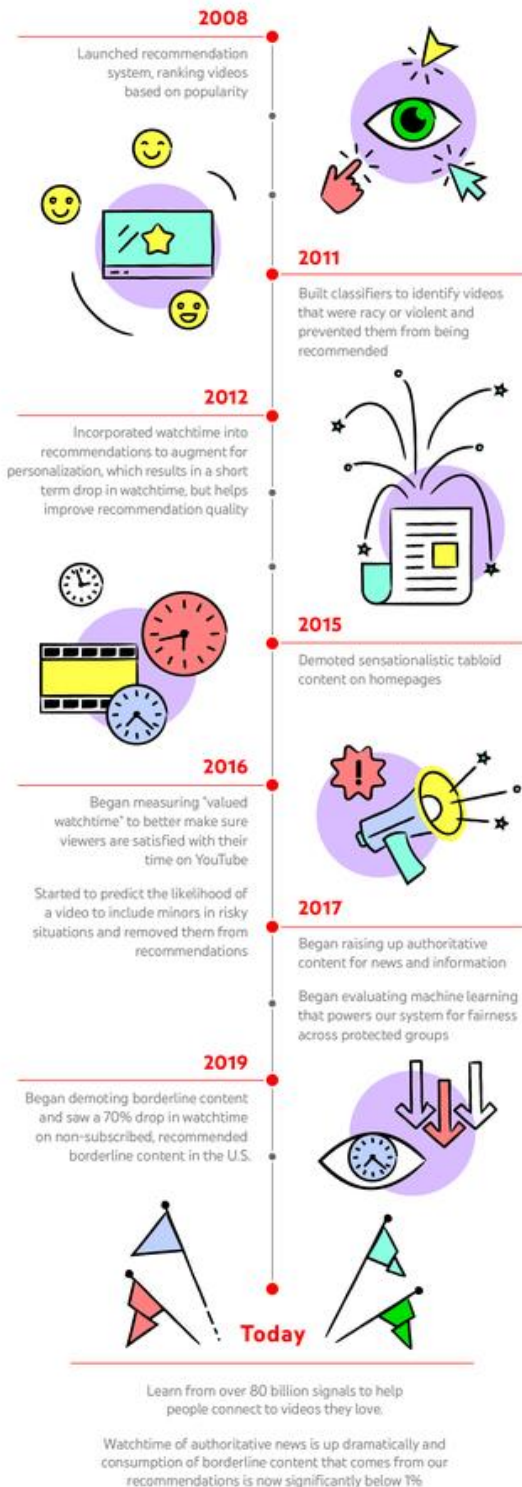 2008
Launched recommendation
system, ranking videos
based on popularity
2011
Built classifiers to identify videos
that were racy or violent and
prevented them from being
recommended
2012
Incorporated watchtime into
recommendations to augment for
personalization, which results in a short
term drop in watchtime, but helps
improve recommendation quality
2015
Demoted sensationalistic tabloid
content on homepages
2016
Began measuring "valued
watchtime" to better make sure
viewers are satisfied with their
time on YouTube
Started to predict the likelihood of
a video to include minors in risky
situations and removed them from
recommendations
2017
Began raising up authoritative
content for news and information
Began evaluating machine learning
that powers our system for fairness
across protected groups
2019
Began demoting borderline content
and saw a 70% drop in watchtime
on non-subscribed, recommended
borderline content in the U.S.
Today
Learn from over 80 billion signals to help
people connect to videos they love.
Watchtime of authoritative news is up dramatically and
consumption of borderline content that comes from our
recommendations is now significantly below 1%